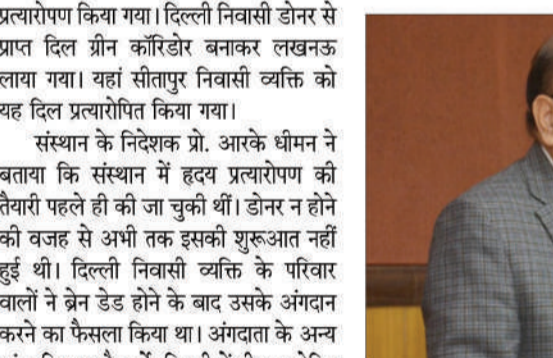 प्रत्यारोपण किया गया। दिल्ली निवासी डोनर से
प्राप्त दिल ग्रीन कॉरिडोर बनाकर लखनऊ
लाया गया। यहां सीतापुर निवासी व्यक्ति को
यह दिल प्रत्यारोपित किया गया।
संस्थान के निदेशक प्रो. आरके धीमन ने
बताया कि संस्थान में हृदय प्रत्यारोपण की
तैयारी पहले ही की जा चुकी थीं। डोनर न होने
की वजह से अभी तक इसकी शुरूआत नहीं
हुई थी। दिल्ली निवासी व्यक्ति के परिवार
वालों ने ब्रेन डेड होने के बाद उसके अंगदान
करने का फैसला किया था। अंगदाता के अन्य